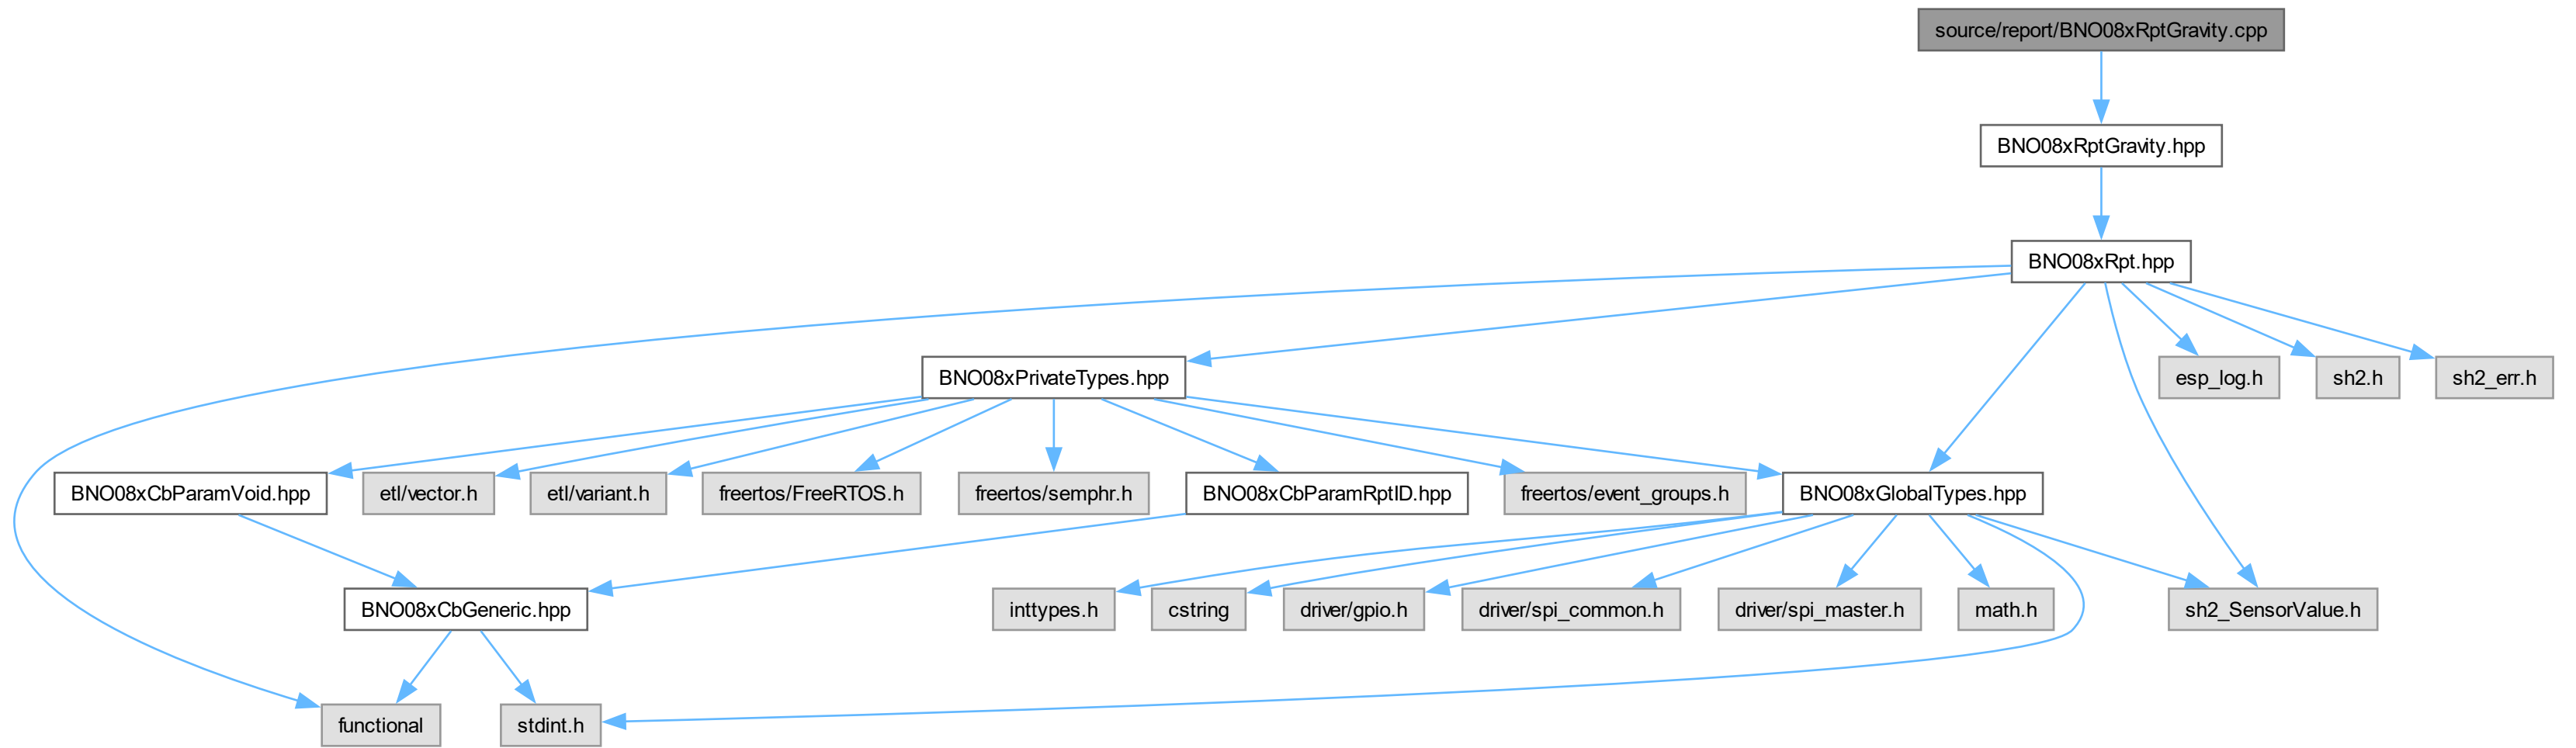 source/report/BNO08xRptGravity.cpp
BNO08xRptGravity.hpp
BNO08xRpt.hpp
BNO08xPrivateTypes.hpp
esp_log.h
sh2.h
sh2_err.h
BNO08xCbParamVoid.hpp
etl/vector.h
etl/variant.h
freertos/FreeRTOS.h
freertos/semphr.h
BNO08xCbParamRptID.hpp
freertos/event_groups.h
BNO08xGlobalTypes.hpp
BNO08xCbGeneric.hpp
inttypes.h
cstring
driver/gpio.h
driver/spi_common.h
driver/spi_master.h
math.h
sh2_SensorValue.h
functional
stdint.h